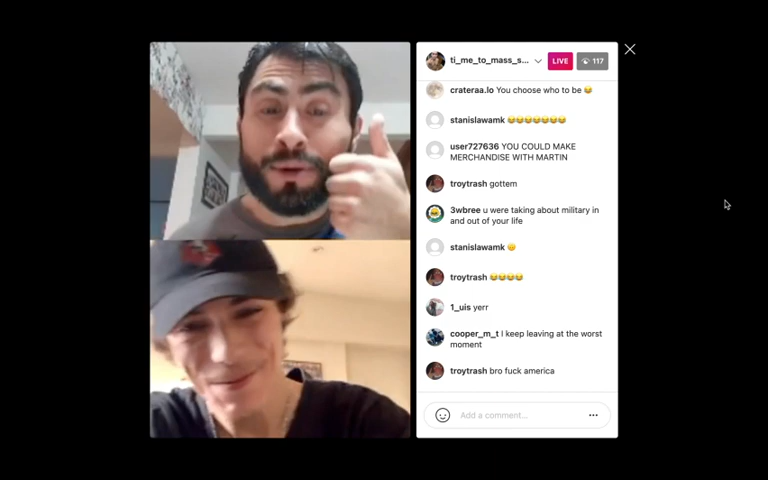 ti_me_to_mass_s...
LIVE
117
crateraa.lo You choose who to be 😂
stanislawamk 😂😂😂😂😂😂😂
user727636 YOU COULD MAKE
MERCHANDISE WITH MARTIN
troytrash gottem
3wbree u were taking about military in
and out of your life
stanislawamk 🙂
troytrash 😂😂😂😂
1_uis yerr
cooper_m_t I keep leaving at the worst
moment
troytrash bro fuck america
Add a comment...